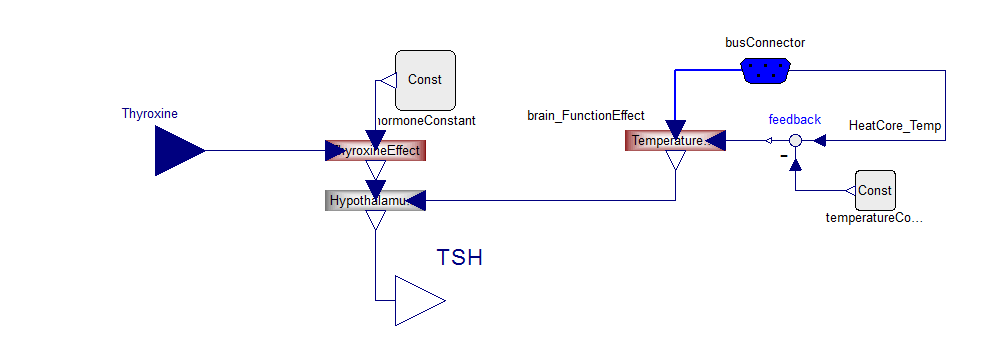 busConnector
Const
Thyroxine
hormoneConstant
brain_FunctionEffect
feedback
HeatCore_Temp
ThyroxineEffect
Temperature...
-
Const
Hypothalamu...
temperatureCo...
TSH